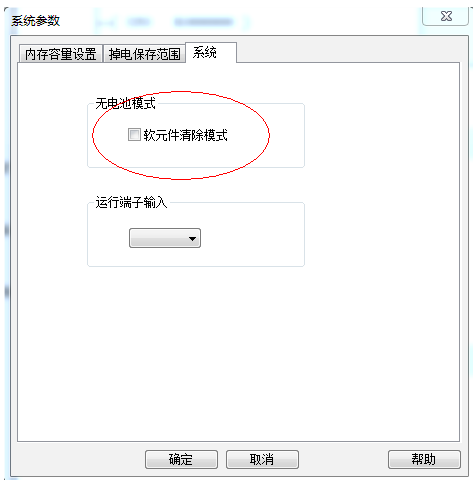 系统参数
内存容量设置 掉电保存范围 系统
无电池模式
软元件清除模式
运行端子输入
确定 取消 帮助